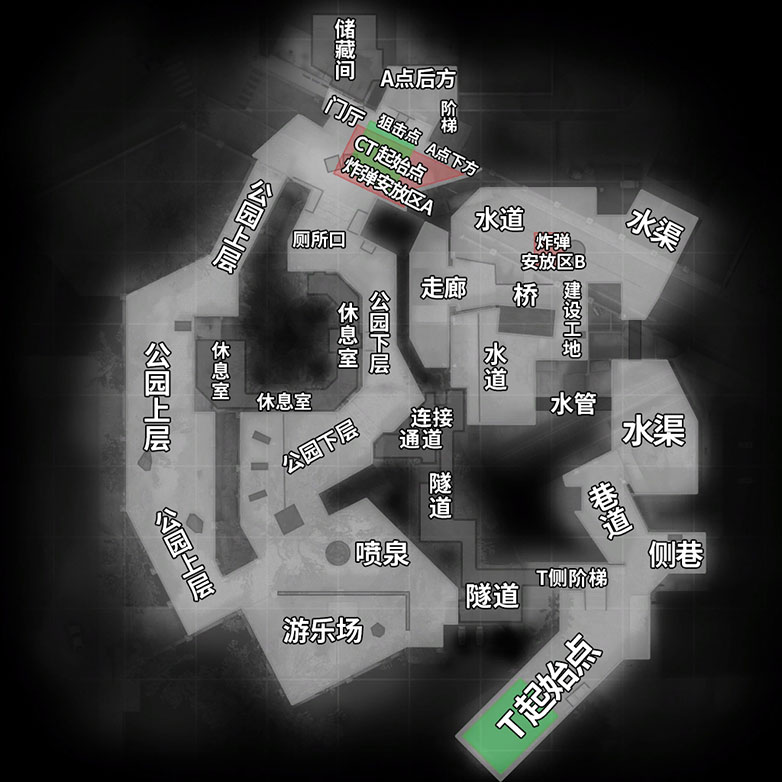 储藏间
A点后方
阶梯
门厅
狙击点
A点下方
CT起始点
炸弹安放区A
公园上层
厕所口
水道
水渠
炸弹
安放区B
走廊
桥
建设工地
公园下层
休息室
公园上层
休息室
水道
休息室
水管
连接
通道
水渠
公园下层
隧道
巷道
公园上层
喷泉
侧巷
T侧阶梯
隧道
游乐场
T起始点